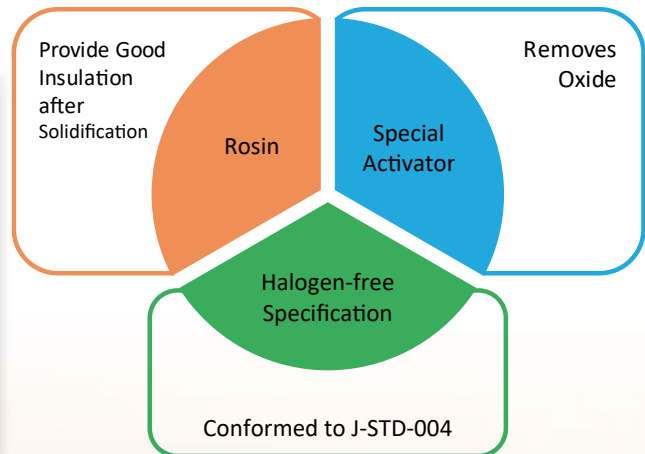 Provide Good
Insulation
after
Solidification
Rosin
Removes
Oxide
Special
Activator
Halogen-free
Specification
Conformed to J-STD-004